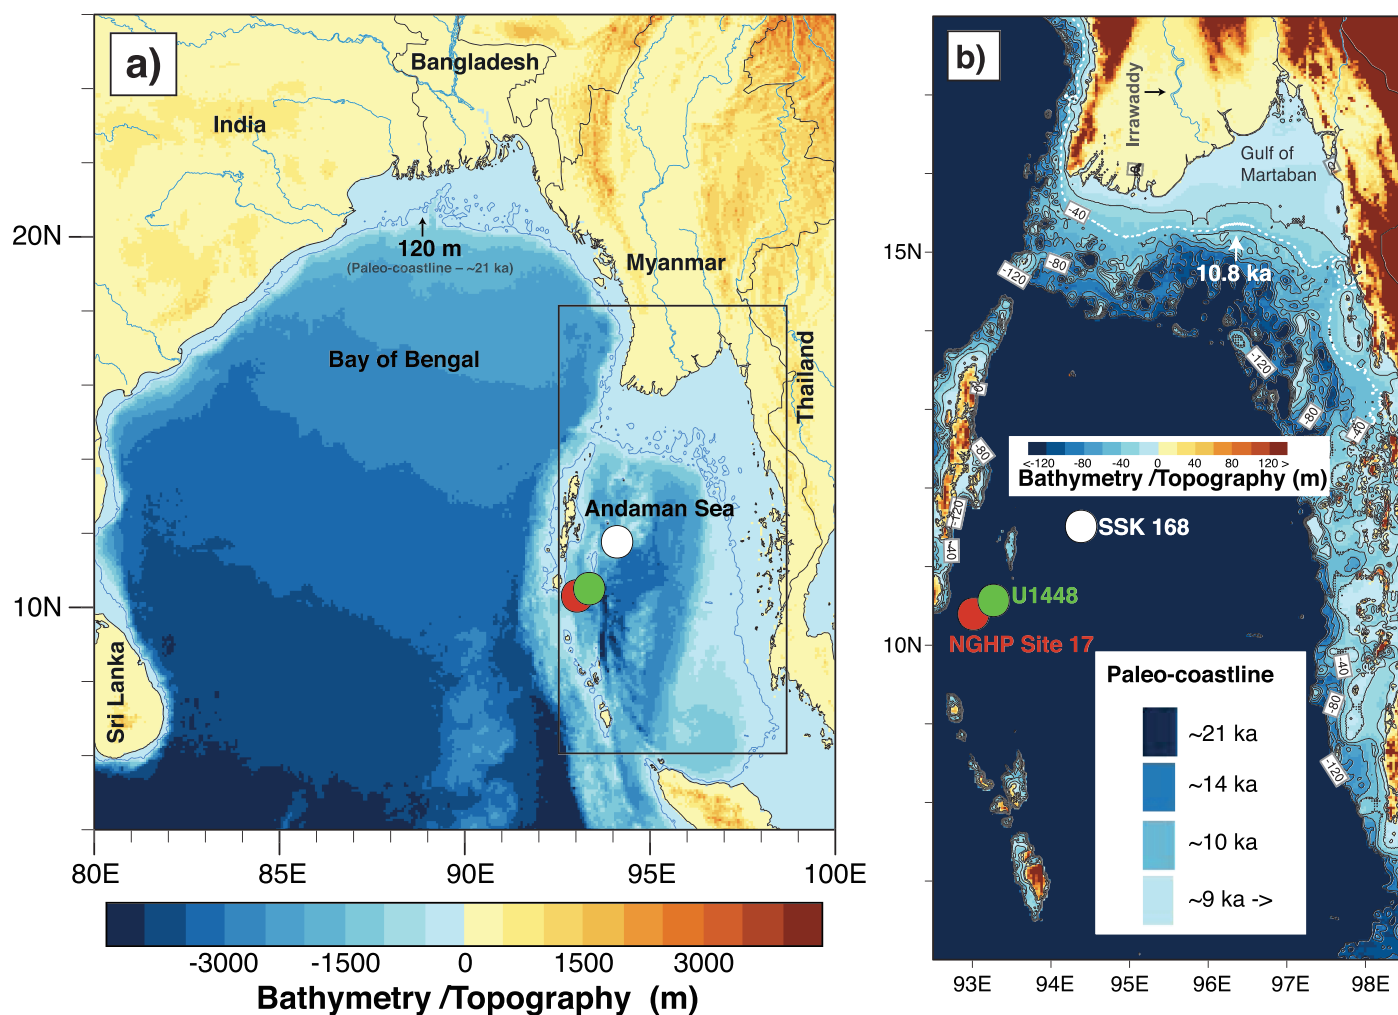 a)
Bangladesh
India
20N
120 m
(Paleo-coastline – ~21 ka)
Myanmar
Thailand
Bay of Bengal
Andaman Sea
10N
Sri Lanka
80E
85E
90E
95E
100E
-3000
-1500
0
1500
3000
Bathymetry /Topography (m)
b)
Irrawaddy
Gulf of
Martaban
-40
15N
-120
-80
10.8 ka
-120
-80
-40
-80
-120
-40
<-120
-80
-40
0
40
80
120 >
Bathymetry /Topography (m)
SSK 168
U1448
NGHP Site 17
10N
-40
-80
-120
Paleo-coastline
~21 ka
~14 ka
~10 ka
~9 ka ->
93E
94E
95E
96E
97E
98E